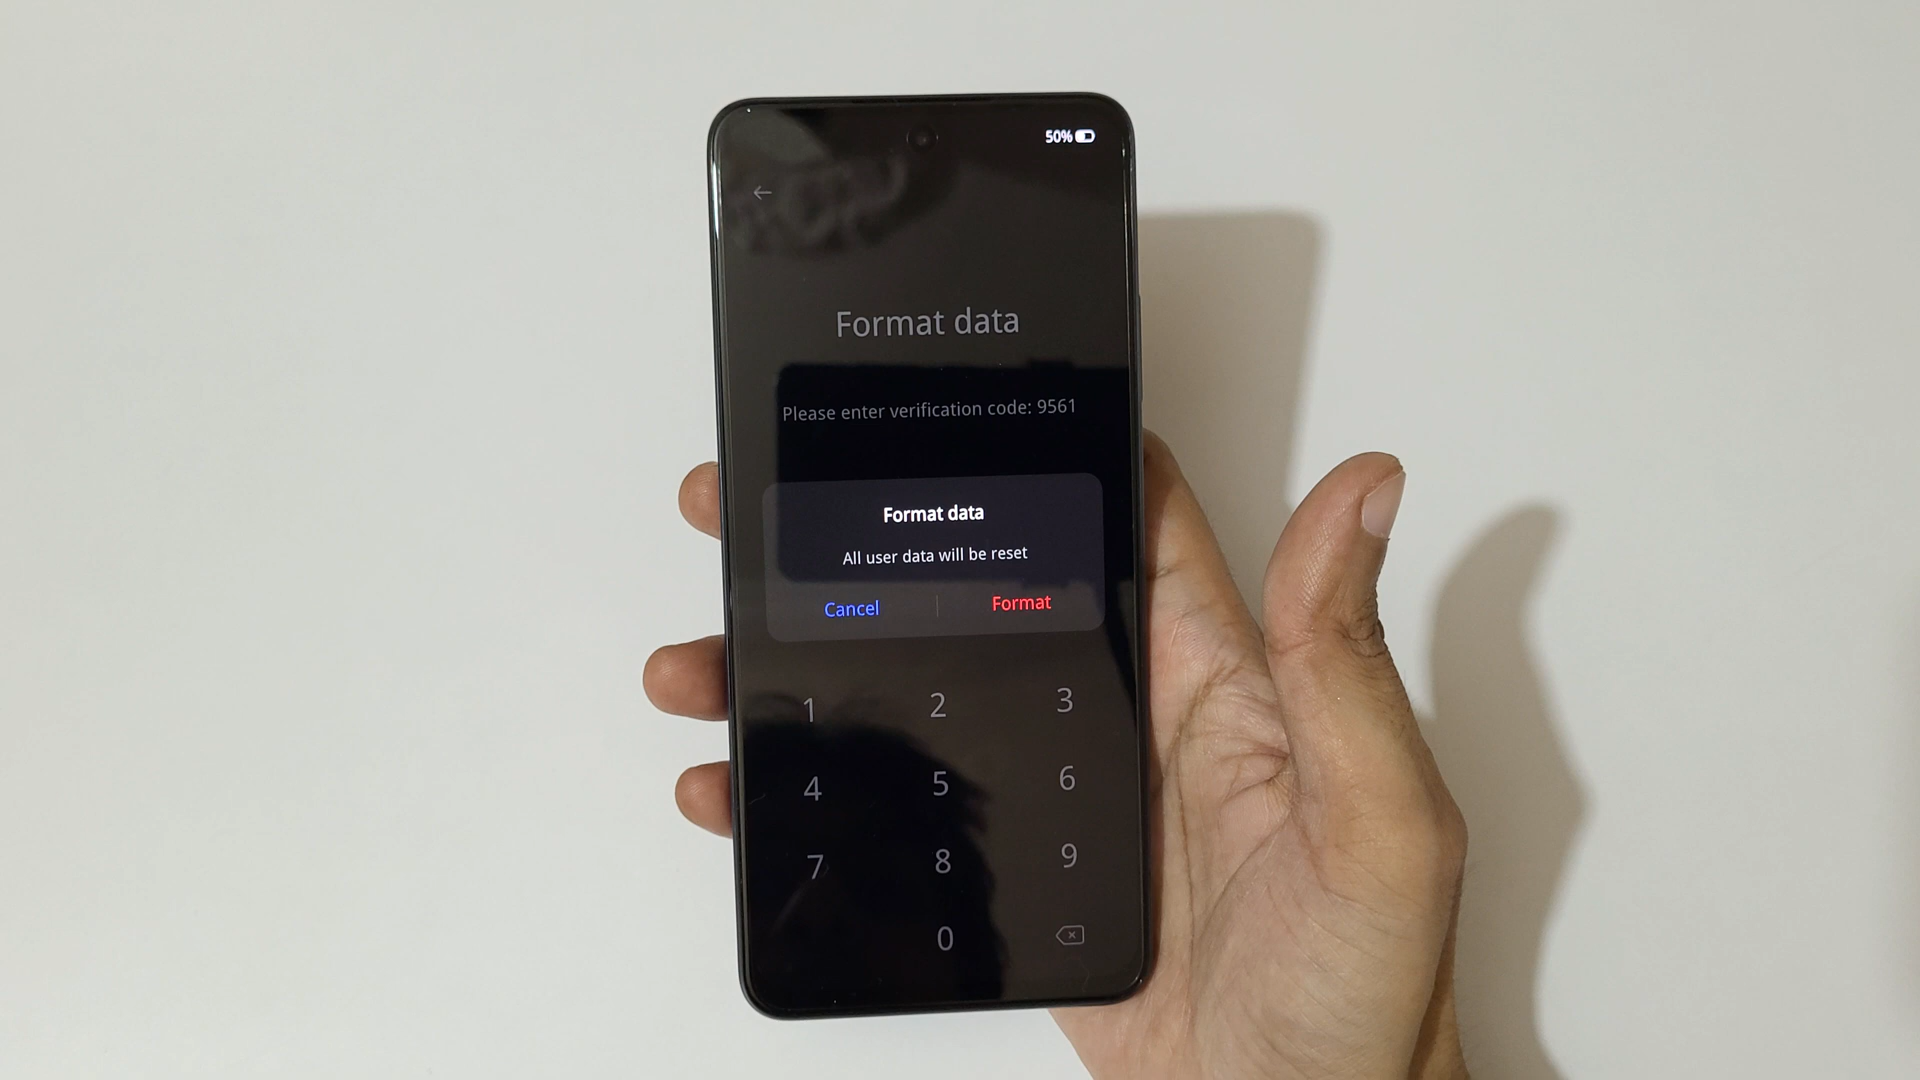 50%
Format data
Please enter verification code: 9561
Format data
All user data will be reset
Cancel Format
1 2 3
4 5 6
7 8 9
0